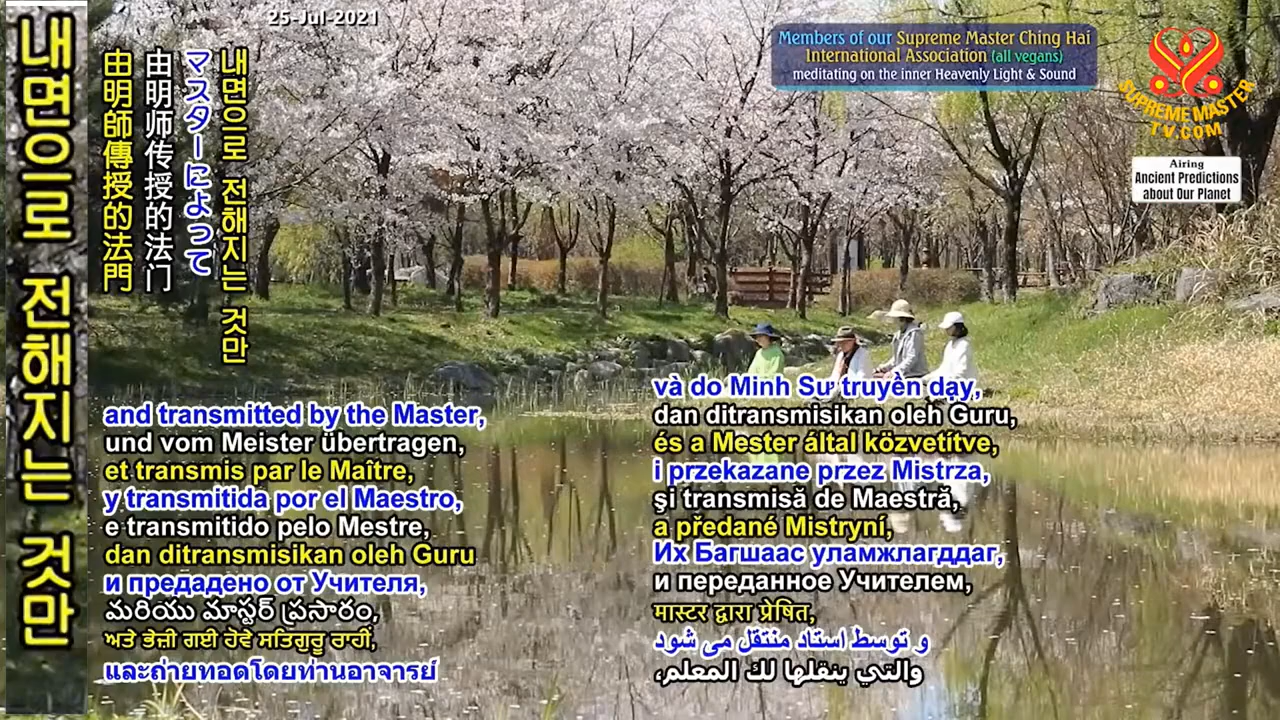 25-Jul-2021
Members of our Supreme Master Ching Hai
International Association (all vegans)
meditating on the inner Heavenly Light & Sound
SUPREME MASTER
TV.COM
Airing
Ancient Predictions
about Our Planet
내면으로 전해지는 것만
내면으로 전해지는 것만
マスターによって
由明师传授的法门
由明師傳授的法門
and transmitted by the Master,
und vom Meister übertragen,
et transmis par le Maître,
y transmitida por el Maestro,
e transmitido pelo Mestre,
dan ditransmisikan oleh Guru
и предадено от Учителя,
మరియు మాస్టర్ ప్రసారం,
ਅਤੇ ਭੇਜੀ ਗਈ ਹੋਵੇ ਸਤਿਗੁਰੂ ਰਾਹੀਂ,
และถ่ายทอดโดยท่านอาจารย์
và do Minh Sư truyền dạy,
dan ditransmisikan oleh Guru,
és a Mester által közvetítve,
i przekazane przez Mistrza,
şi transmisă de Maestră,
a předané Mistryní,
Их Багшаас уламжлагддаг,
и переданное Учителем,
मास्टर द्वारा प्रेषित,
و توسط استاد منتقل می شود
والتي ينقلها لك المعلم،